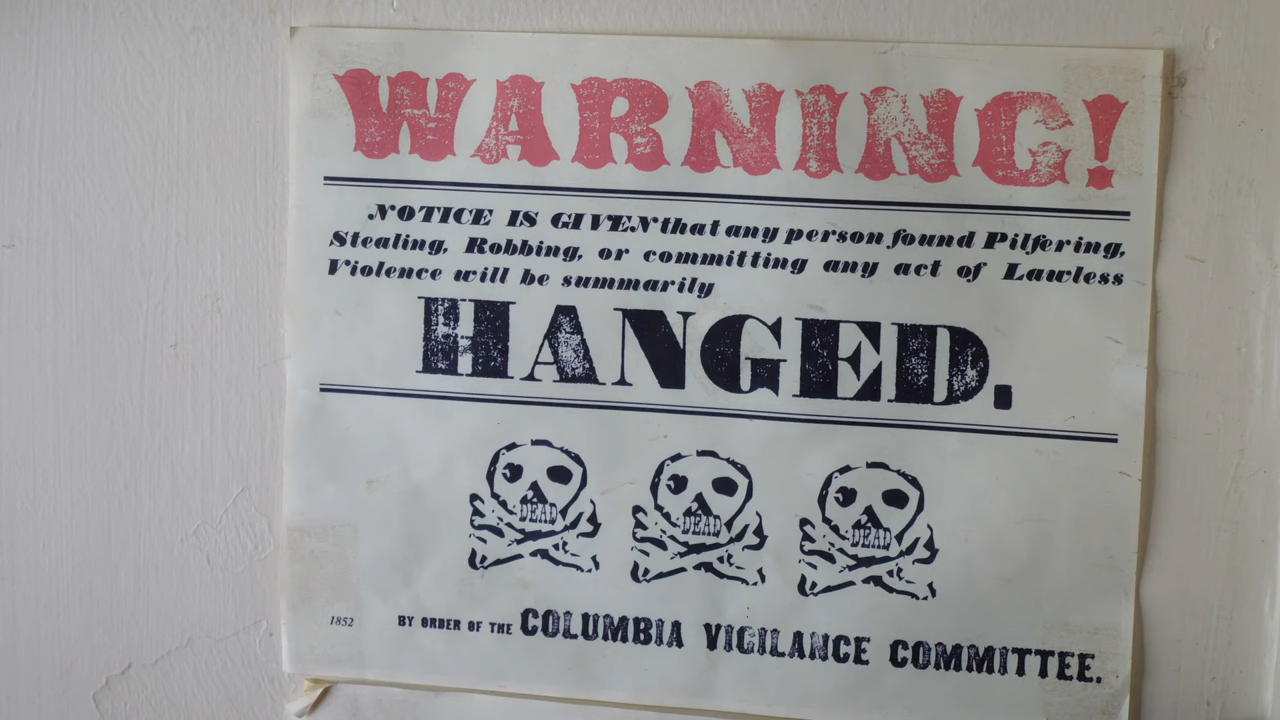 WARNING!
NOTICE IS GIVEN that any person found Pilfering,
Stealing, Robbing, or committing any act of Lawless
Violence will be summarily
HANGED.
DEAD DEAD DEAD
1852 BY ORDER OF THE COLUMBIA VIGILANCE COMMITTEE.